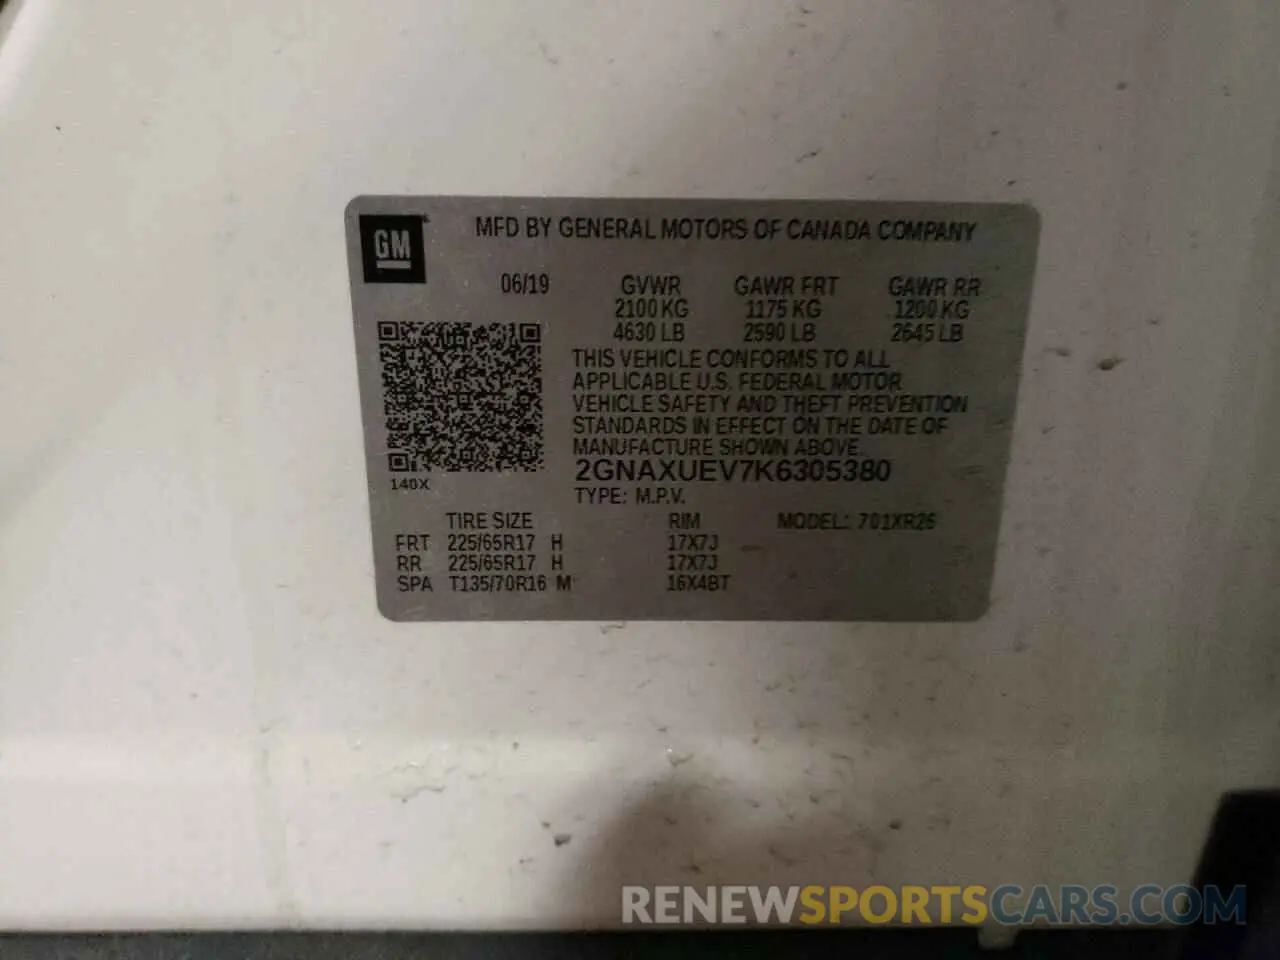 GM
MFD BY GENERAL MOTORS OF CANADA COMPANY
06/19 GVWR GAWR FRT GAWR RR
2100 KG 1175 KG 1200 KG
4630 LB 2590 LB 2645 LB
THIS VEHICLE CONFORMS TO ALL
APPLICABLE U.S. FEDERAL MOTOR
VEHICLE SAFETY AND THEFT PREVENTION
STANDARDS IN EFFECT ON THE DATE OF
MANUFACTURE SHOWN ABOVE.
2GNAXUEV7K6305380
140X
TYPE: M.P.V.
TIRE SIZE RIM MODEL: 701XR26
FRT 225/65R17 H 17X7J
RR 225/65R17 H 17X7J
SPA T135/70R16 M 16X4BT
RENEWSPORTSCARS.COM